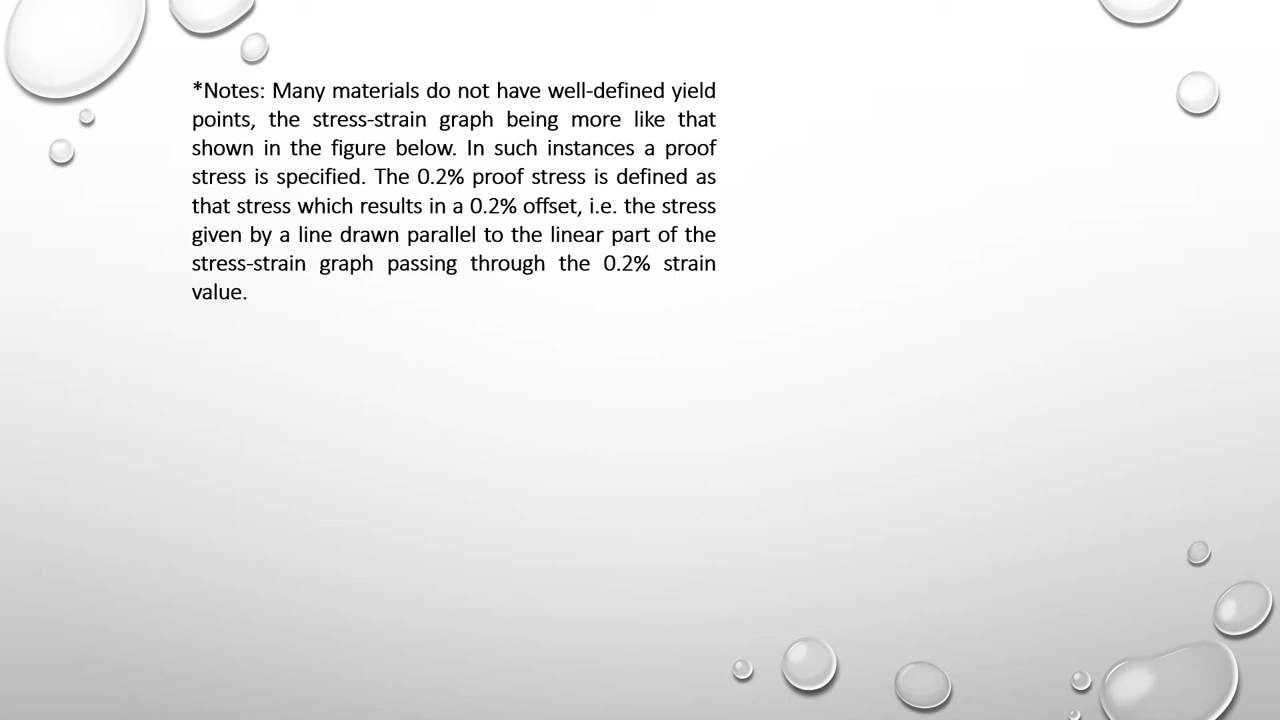 *Notes: Many materials do not have well-defined yield
points, the stress-strain graph being more like that
shown in the figure below. In such instances a proof
stress is specified. The 0.2% proof stress is defined as
that stress which results in a 0.2% offset, i.e. the stress
given by a line drawn parallel to the linear part of the
stress-strain graph passing through the 0.2% strain
value.